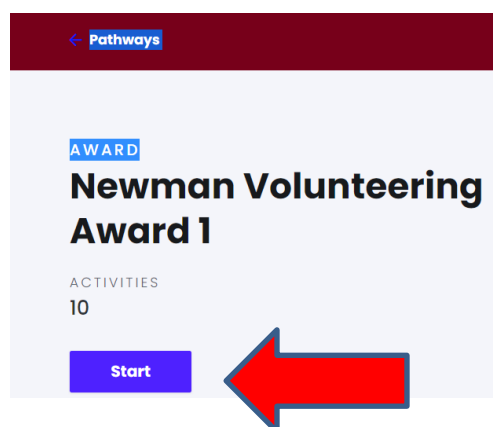 ← Pathways
AWARD
Newman Volunteering
Award 1
ACTIVITIES
10
Start